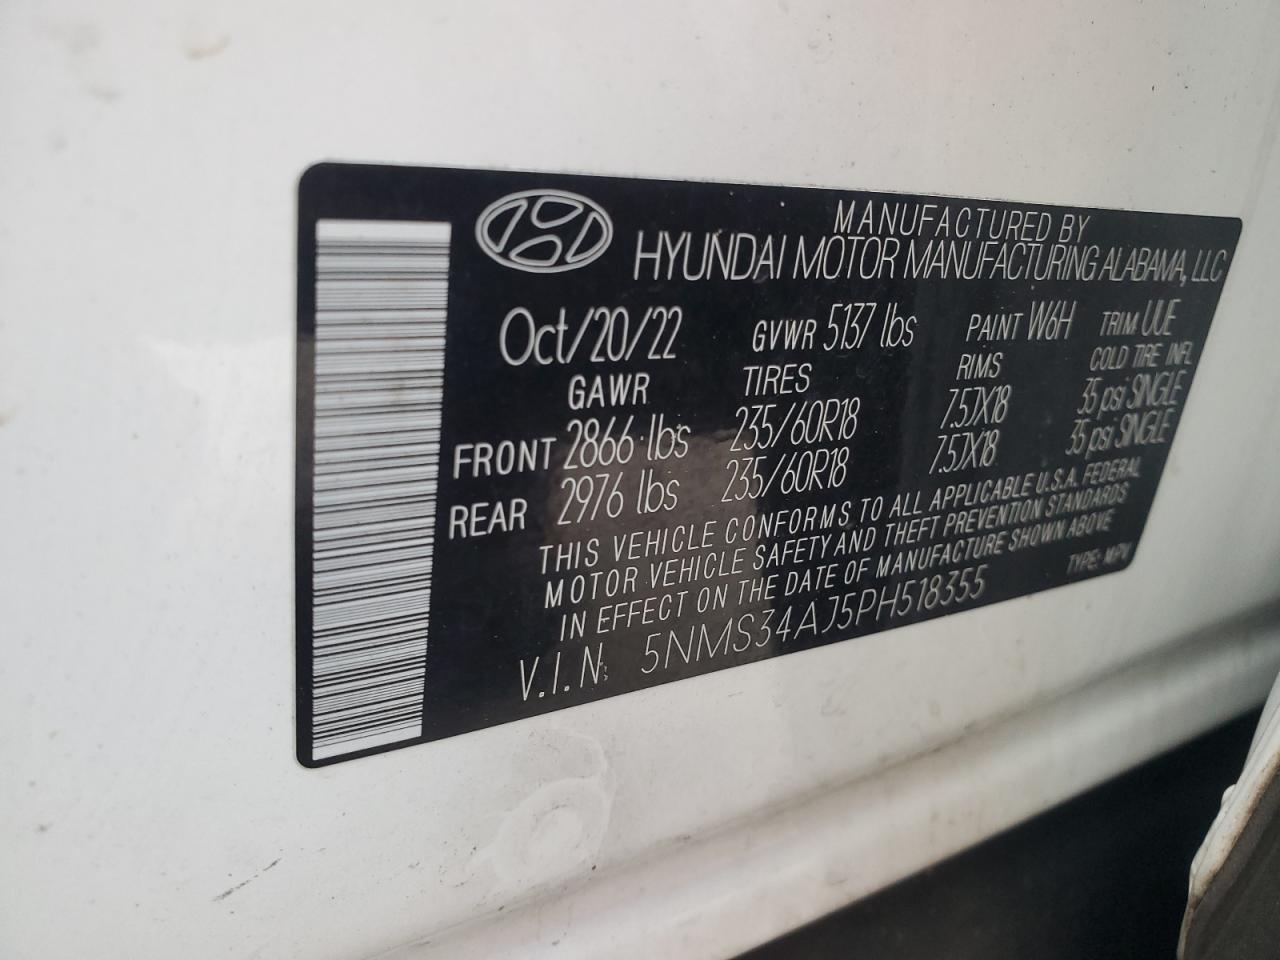 MANUFACTURED BY
HYUNDAI MOTOR MANUFACTURING ALABAMA, LLC
Oct/20/22 GVWR 5137 lbs PAINT W6H TRIM UUE
GAWR TIRES RIMS COLD TIRE INFL
FRONT 2866 lbs 235/60R18 7.5JX18 35 psi SINGLE
REAR 2976 lbs 235/60R18 7.5JX18 35 psi SINGLE
THIS VEHICLE CONFORMS TO ALL APPLICABLE U.S.A. FEDERAL
MOTOR VEHICLE SAFETY AND THEFT PREVENTION STANDARDS
IN EFFECT ON THE DATE OF MANUFACTURE SHOWN ABOVE
V.I.N: 5NMS34AJ5PH518355 TYPE: MPV